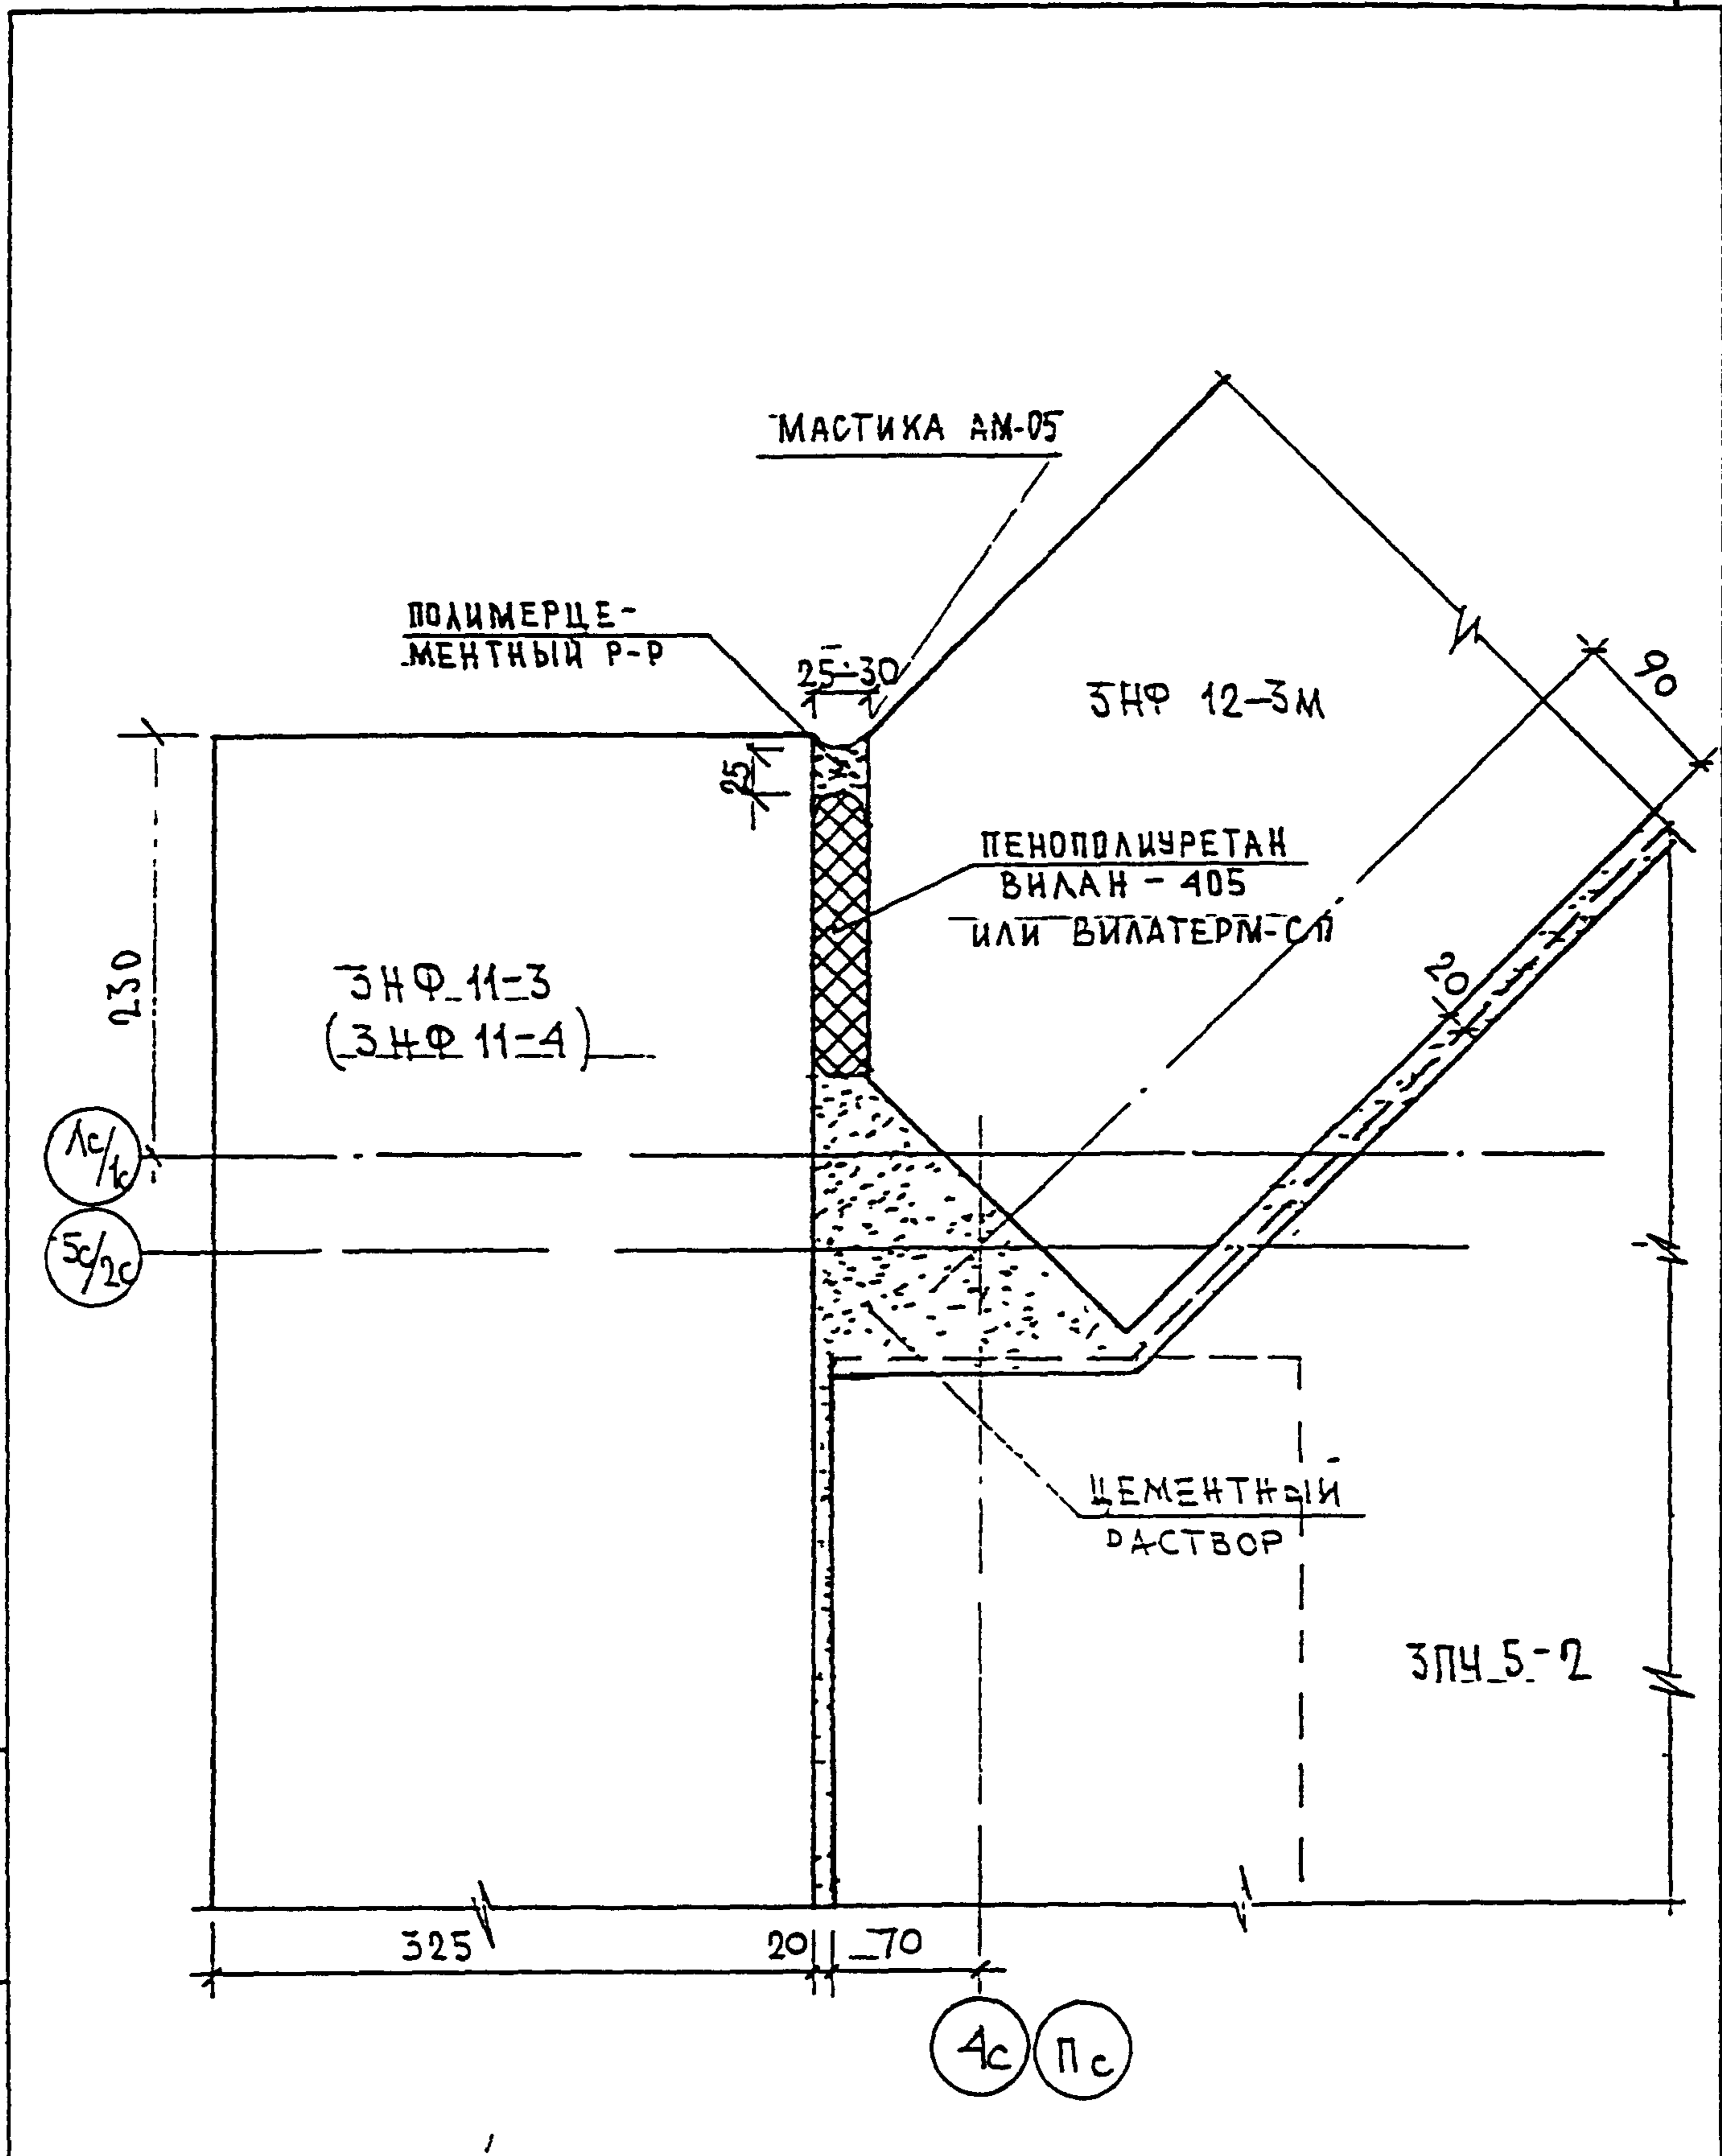 МАСТИКА АМ-05
ПОЛИМЕРЦЕ-
МЕНТНЫЙ Р-Р
25÷30
3НФ 12-3М
90
25
ПЕНОПОЛИУРЕТАН
ВИЛАН - 405
ИЛИ ВИЛАТЕРМ-СП
230
3НФ 11-3
(3НФ 11-4)
20
Лс/1с
5с/2с
ЦЕМЕНТНЫЙ
РАСТВОР
3ПЧ 5-2
325
20
70
Пс